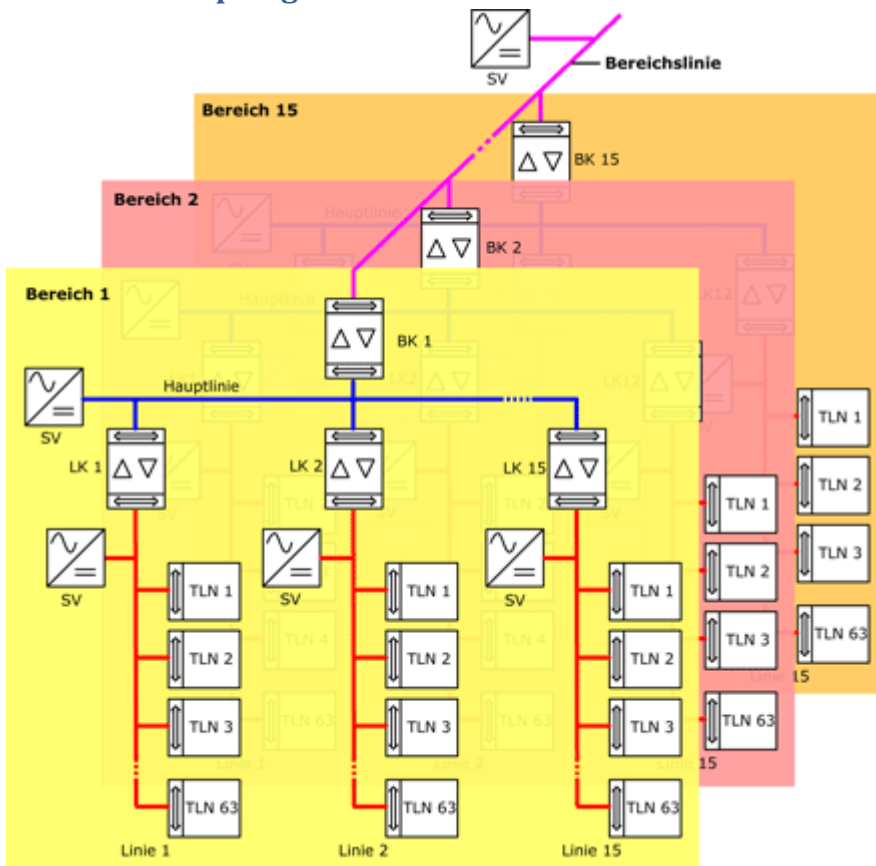 SV
Bereichslinie
Bereich 15
BK 15
Bereich 2
Hauptlinie
BK 2
SV
Bereich 1
Hauptlinie
LK12
BK 1
Hauptlinie
LK2
LK12
SV
SV
TLN 1
LK 1
LK 2
LK 15
TLN 2
TLN 1
TLN 3
TLN 2
SV
SV
SV
TLN 1
TLN 1
TLN 1
TLN 4
TLN 4
TLN 3
TLN 63
TLN 2
TLN 2
TLN 2
Linie 15
TLN 63
TLN 63
TLN 63
TLN 3
TLN 3
TLN 3
Linie 1
Linie 2
15
TLN 63
TLN 63
TLN 63
Linie 1
Linie 2
Linie 15